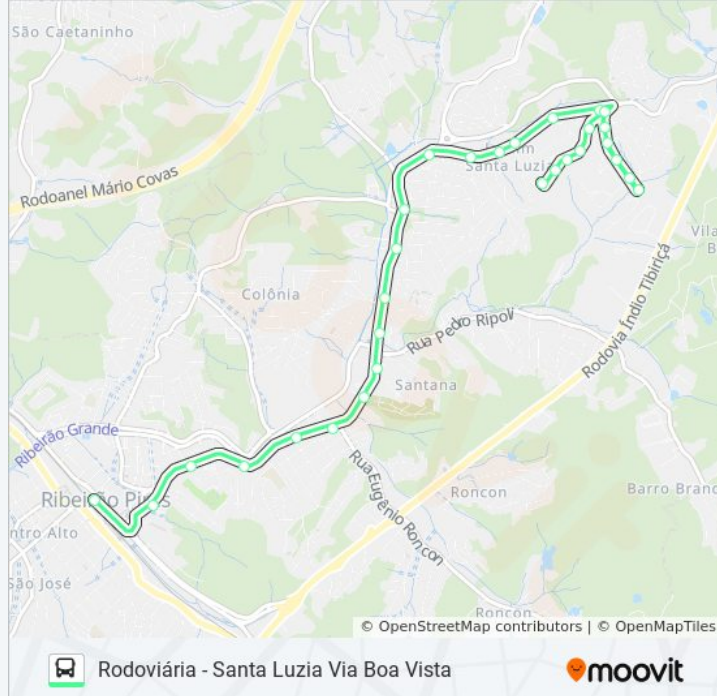 São Caetaninho
Rodoanel Mário Covas
Santa Luzia
Colônia
Rodovia Índio Tibiriçá
Rua Pedro Ripoli
Santana
Ribeirão Grande
Rua Eugênio Roncon
Roncon
Barro Branc
Ribeirão Pires
ntro Alto
São José
Roncon
© OpenStreetMap contributors | © OpenMapTiles
Rodoviária - Santa Luzia Via Boa Vista
moovit